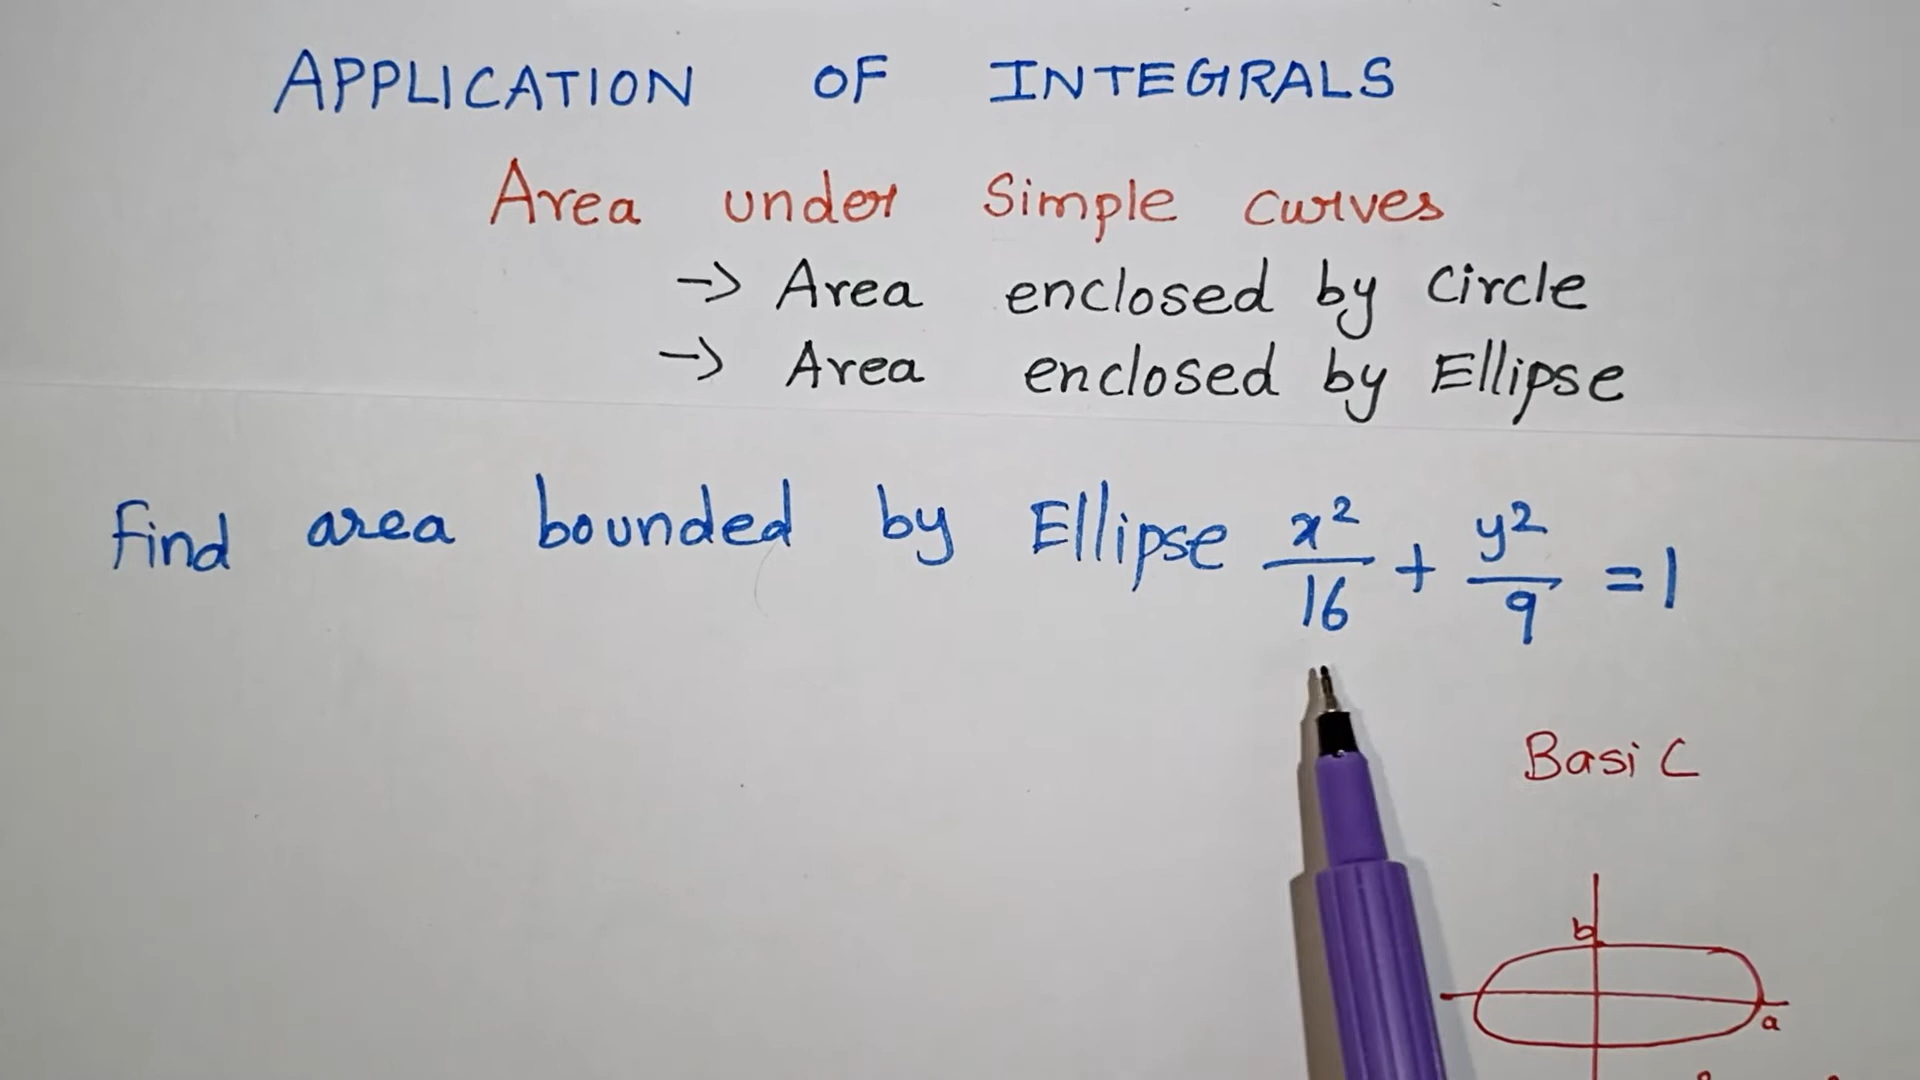 APPLICATION OF INTEGRALS
Area under Simple curves
→ Area enclosed by Circle
→ Area enclosed by Ellipse
Find area bounded by Ellipse x²/16 + y²/9 = 1
Basic
b
a